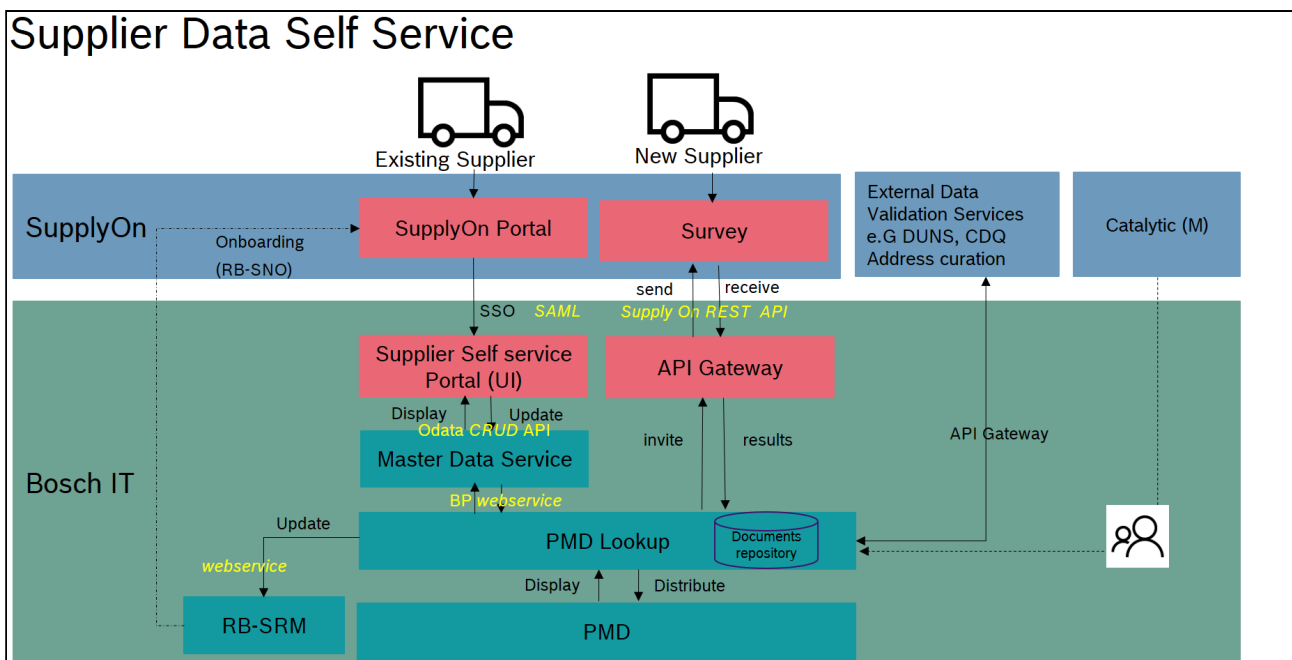 Supplier Data Self Service
Existing Supplier
New Supplier
SupplyOn
Onboarding
(RB-SNO)
SupplyOn Portal
Survey
External Data
Validation Services
e.G DUNS, CDQ
Address curation
Catalytic (M)
send
receive
SSO
SAML
Supply On REST API
Supplier Self service
Portal (UI)
API Gateway
Display
Update
Odata CRUD API
invite
results
API Gateway
Master Data Service
Bosch IT
BP webservice
Update
PMD Lookup
Documents
repository
webservice
Display
Distribute
RB-SRM
PMD